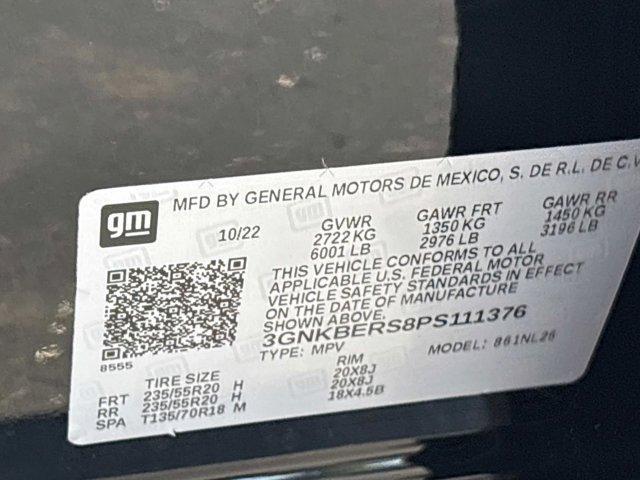 MFD BY GENERAL MOTORS DE MEXICO, S. DE R.L. DE C.V
gm
10/22
GVWR GAWR FRT GAWR RR
2722 KG 1350 KG 1450 KG
6001 LB 2976 LB 3196 LB
THIS VEHICLE CONFORMS TO ALL
APPLICABLE U.S. FEDERAL MOTOR
VEHICLE SAFETY STANDARDS IN EFFECT
ON THE DATE OF MANUFACTURE
SHOWN ABOVE.
3GNKBERS8PS111376
TYPE: MPV MODEL: 861NL26
8555
TIRE SIZE RIM
FRT 235/55R20 H 20X8J
RR 235/55R20 H 20X8J
SPA T135/70R18 M 18X4.5B